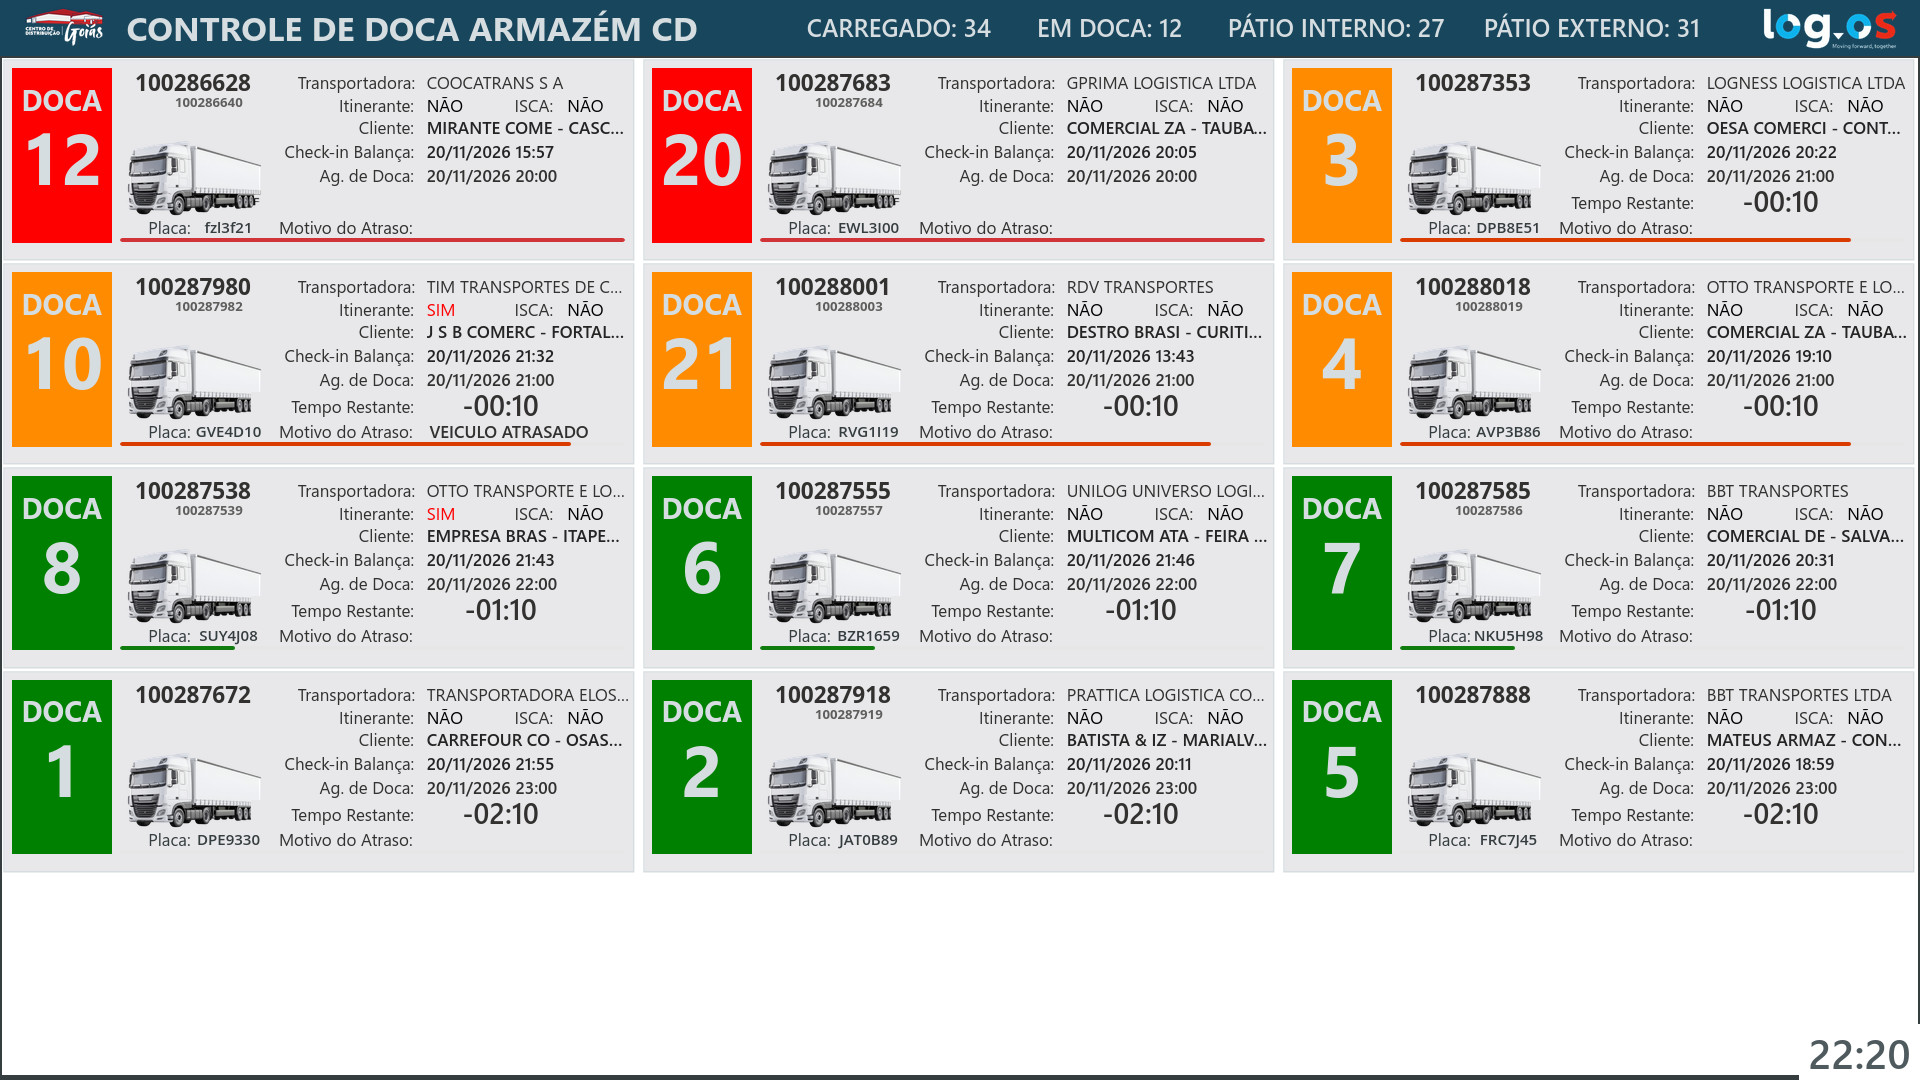 CENTRO DE DISTRIBUIÇÃO Goiás
CONTROLE DE DOCA ARMAZÉM CD
CARREGADO: 34 EM DOCA: 12 PÁTIO INTERNO: 27 PÁTIO EXTERNO: 31
log.os
Moving forward, together
DOCA 12
100286628
100286640
Transportadora: COOCATRANS S A
Itinerante: NÃO ISCA: NÃO
Cliente: MIRANTE COME - CASC...
Check-in Balança: 20/11/2026 15:57
Ag. de Doca: 20/11/2026 20:00
Placa: fzl3f21 Motivo do Atraso:
DOCA 20
100287683
100287684
Transportadora: GPRIMA LOGISTICA LTDA
Itinerante: NÃO ISCA: NÃO
Cliente: COMERCIAL ZA - TAUBA...
Check-in Balança: 20/11/2026 20:05
Ag. de Doca: 20/11/2026 20:00
Placa: EWL3I00 Motivo do Atraso:
DOCA 3
100287353
Transportadora: LOGNESS LOGISTICA LTDA
Itinerante: NÃO ISCA: NÃO
Cliente: OESA COMERCI - CONT...
Check-in Balança: 20/11/2026 20:22
Ag. de Doca: 20/11/2026 21:00
Tempo Restante: -00:10
Placa: DPB8E51 Motivo do Atraso:
DOCA 10
100287980
100287982
Transportadora: TIM TRANSPORTES DE C...
Itinerante: SIM ISCA: NÃO
Cliente: J S B COMERC - FORTAL...
Check-in Balança: 20/11/2026 21:32
Ag. de Doca: 20/11/2026 21:00
Tempo Restante: -00:10
Placa: GVE4D10 Motivo do Atraso: VEICULO ATRASADO
DOCA 21
100288001
100288003
Transportadora: RDV TRANSPORTES
Itinerante: NÃO ISCA: NÃO
Cliente: DESTRO BRASI - CURITI...
Check-in Balança: 20/11/2026 13:43
Ag. de Doca: 20/11/2026 21:00
Tempo Restante: -00:10
Placa: RVG1I19 Motivo do Atraso:
DOCA 4
100288018
100288019
Transportadora: OTTO TRANSPORTE E LO...
Itinerante: NÃO ISCA: NÃO
Cliente: COMERCIAL ZA - TAUBA...
Check-in Balança: 20/11/2026 19:10
Ag. de Doca: 20/11/2026 21:00
Tempo Restante: -00:10
Placa: AVP3B86 Motivo do Atraso:
DOCA 8
100287538
100287539
Transportadora: OTTO TRANSPORTE E LO...
Itinerante: SIM ISCA: NÃO
Cliente: EMPRESA BRAS - ITAPE...
Check-in Balança: 20/11/2026 21:43
Ag. de Doca: 20/11/2026 22:00
Tempo Restante: -01:10
Placa: SUY4J08 Motivo do Atraso:
DOCA 6
100287555
100287557
Transportadora: UNILOG UNIVERSO LOGI...
Itinerante: NÃO ISCA: NÃO
Cliente: MULTICOM ATA - FEIRA ...
Check-in Balança: 20/11/2026 21:46
Ag. de Doca: 20/11/2026 22:00
Tempo Restante: -01:10
Placa: BZR1659 Motivo do Atraso:
DOCA 7
100287585
100287586
Transportadora: BBT TRANSPORTES
Itinerante: NÃO ISCA: NÃO
Cliente: COMERCIAL DE - SALVA...
Check-in Balança: 20/11/2026 20:31
Ag. de Doca: 20/11/2026 22:00
Tempo Restante: -01:10
Placa: NKU5H98 Motivo do Atraso:
DOCA 1
100287672
Transportadora: TRANSPORTADORA ELOS...
Itinerante: NÃO ISCA: NÃO
Cliente: CARREFOUR CO - OSAS...
Check-in Balança: 20/11/2026 21:55
Ag. de Doca: 20/11/2026 23:00
Tempo Restante: -02:10
Placa: DPE9330 Motivo do Atraso:
DOCA 2
100287918
100287919
Transportadora: PRATTICA LOGISTICA CO...
Itinerante: NÃO ISCA: NÃO
Cliente: BATISTA & IZ - MARIALV...
Check-in Balança: 20/11/2026 20:11
Ag. de Doca: 20/11/2026 23:00
Tempo Restante: -02:10
Placa: JAT0B89 Motivo do Atraso:
DOCA 5
100287888
Transportadora: BBT TRANSPORTES LTDA
Itinerante: NÃO ISCA: NÃO
Cliente: MATEUS ARMAZ - CON...
Check-in Balança: 20/11/2026 18:59
Ag. de Doca: 20/11/2026 23:00
Tempo Restante: -02:10
Placa: FRC7J45 Motivo do Atraso:
22:20